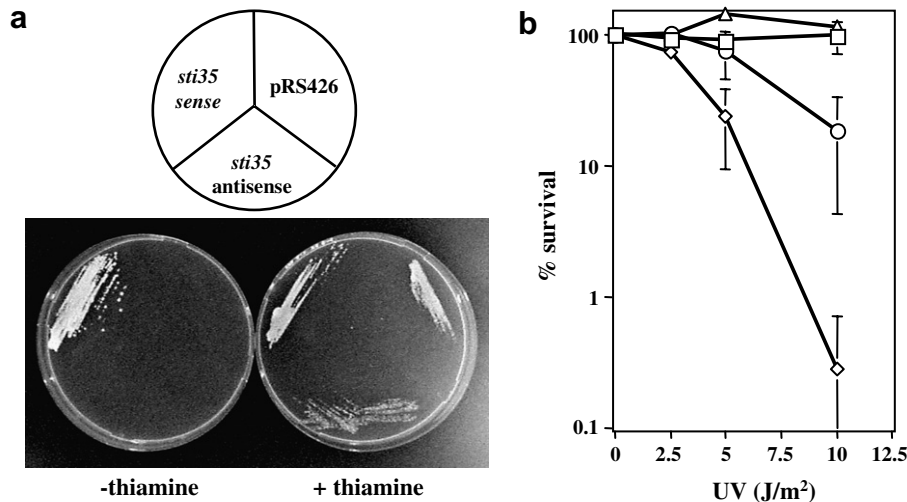 a
sti35
sense
pRS426
sti35
antisense
-thiamine
+ thiamine
b
% survival
100
10
1
0.1
0
2.5
5
7.5
10
12.5
UV (J/m²)